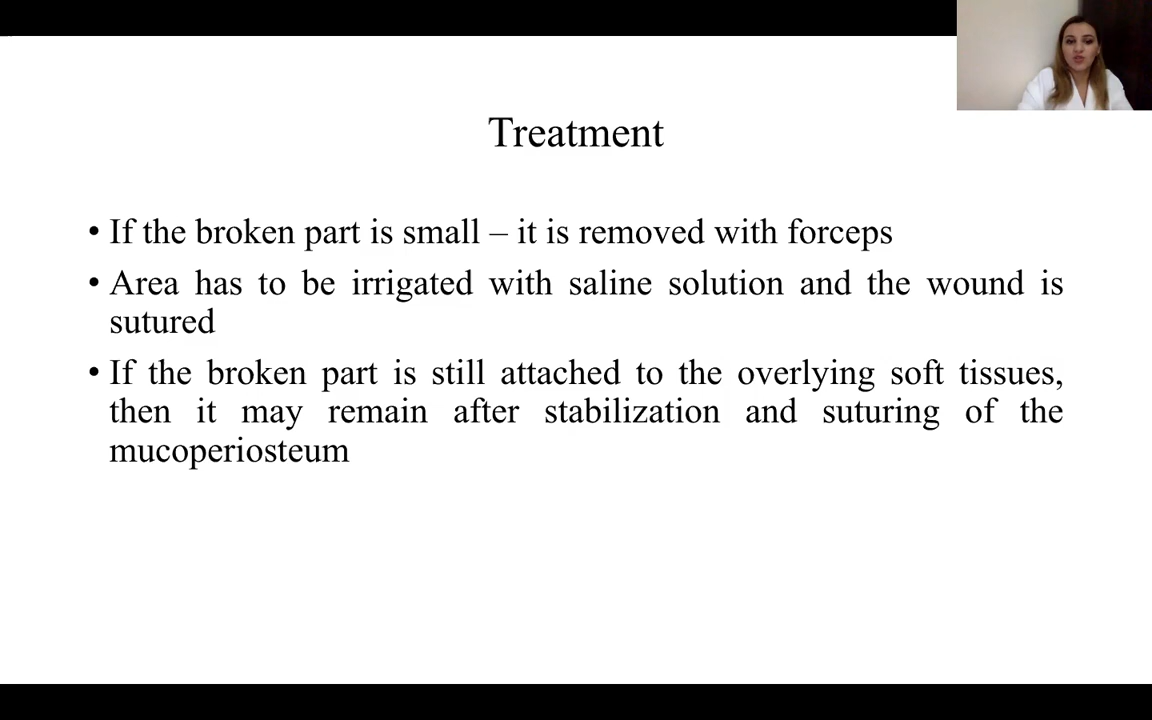 Treatment
• If the broken part is small – it is removed with forceps
• Area has to be irrigated with saline solution and the wound is
sutured
• If the broken part is still attached to the overlying soft tissues,
then it may remain after stabilization and suturing of the
mucoperiosteum